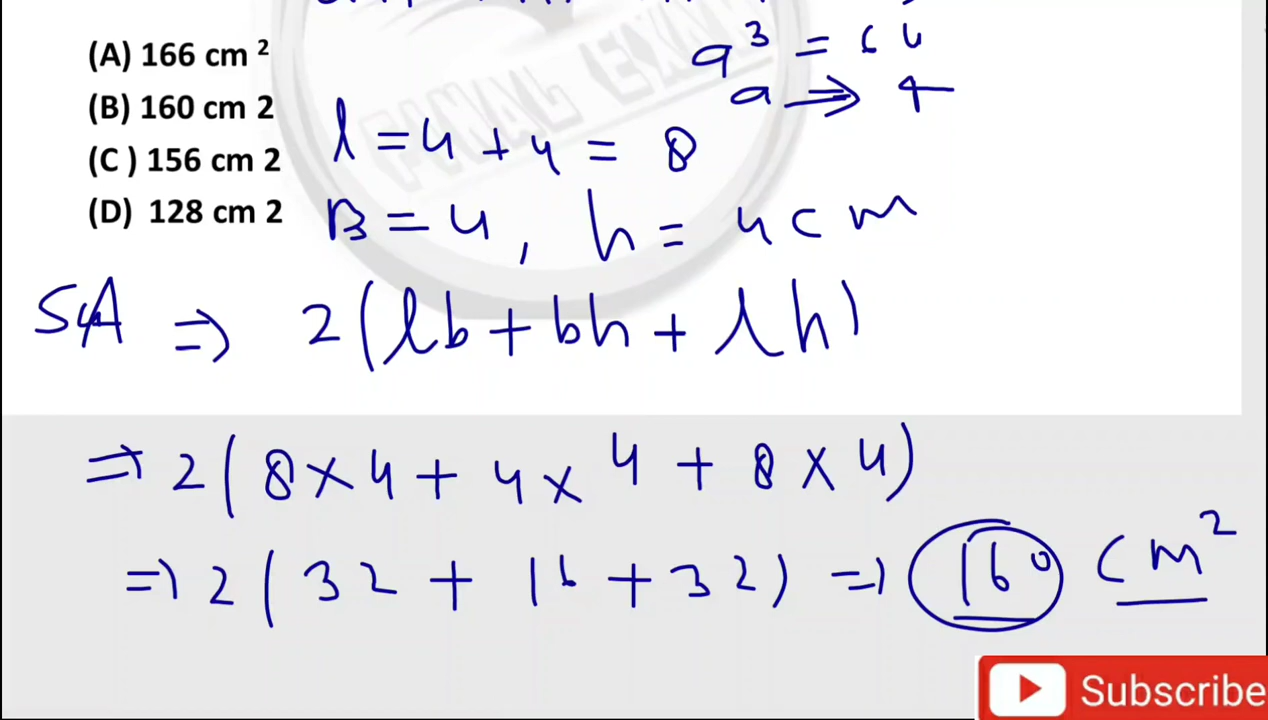 a³ = 64
(A) 166 cm ²
a ⇒ 4
(B) 160 cm 2
l = 4 + 4 = 8
(C ) 156 cm 2
(D) 128 cm 2
B = 4 , h = 4 cm
FINAL EXAM
SA ⇒ 2(lb + bh + lh)
⇒ 2(8×4 + 4×4 + 8×4)
⇒ 2(32 + 16 + 32) ⇒ 160 cm²
Subscribe